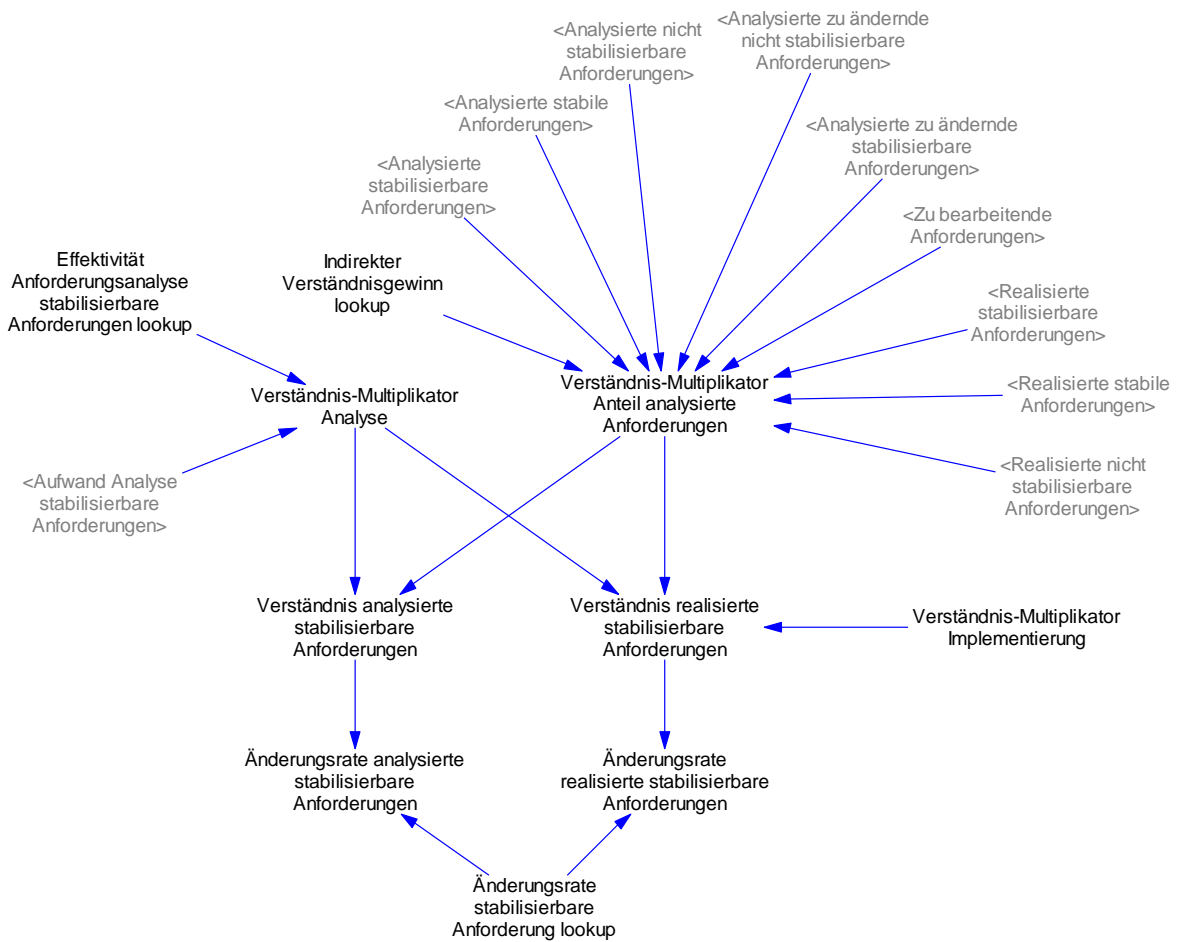 <Analysierte nicht
stabilisierbare
Anforderungen>
<Analysierte zu ändernde
nicht stabilisierbare
Anforderungen>
<Analysierte stabile
Anforderungen>
<Analysierte zu ändernde
stabilisierbare
Anforderungen>
<Analysierte
stabilisierbare
Anforderungen>
<Zu bearbeitende
Anforderungen>
Effektivität
Anforderungsanalyse
stabilisierbare
Anforderungen lookup
Indirekter
Verständnisgewinn
lookup
<Realisierte
stabilisierbare
Anforderungen>
Verständnis-Multiplikator
Analyse
Verständnis-Multiplikator
Anteil analysierte
Anforderungen
<Realisierte stabile
Anforderungen>
<Aufwand Analyse
stabilisierbare
Anforderungen>
<Realisierte nicht
stabilisierbare
Anforderungen>
Verständnis analysierte
stabilisierbare
Anforderungen
Verständnis realisierte
stabilisierbare
Anforderungen
Verständnis-Multiplikator
Implementierung
Änderungsrate analysierte
stabilisierbare
Anforderungen
Änderungsrate
realisierte stabilisierbare
Anforderungen
Änderungsrate
stabilisierbare
Anforderung lookup